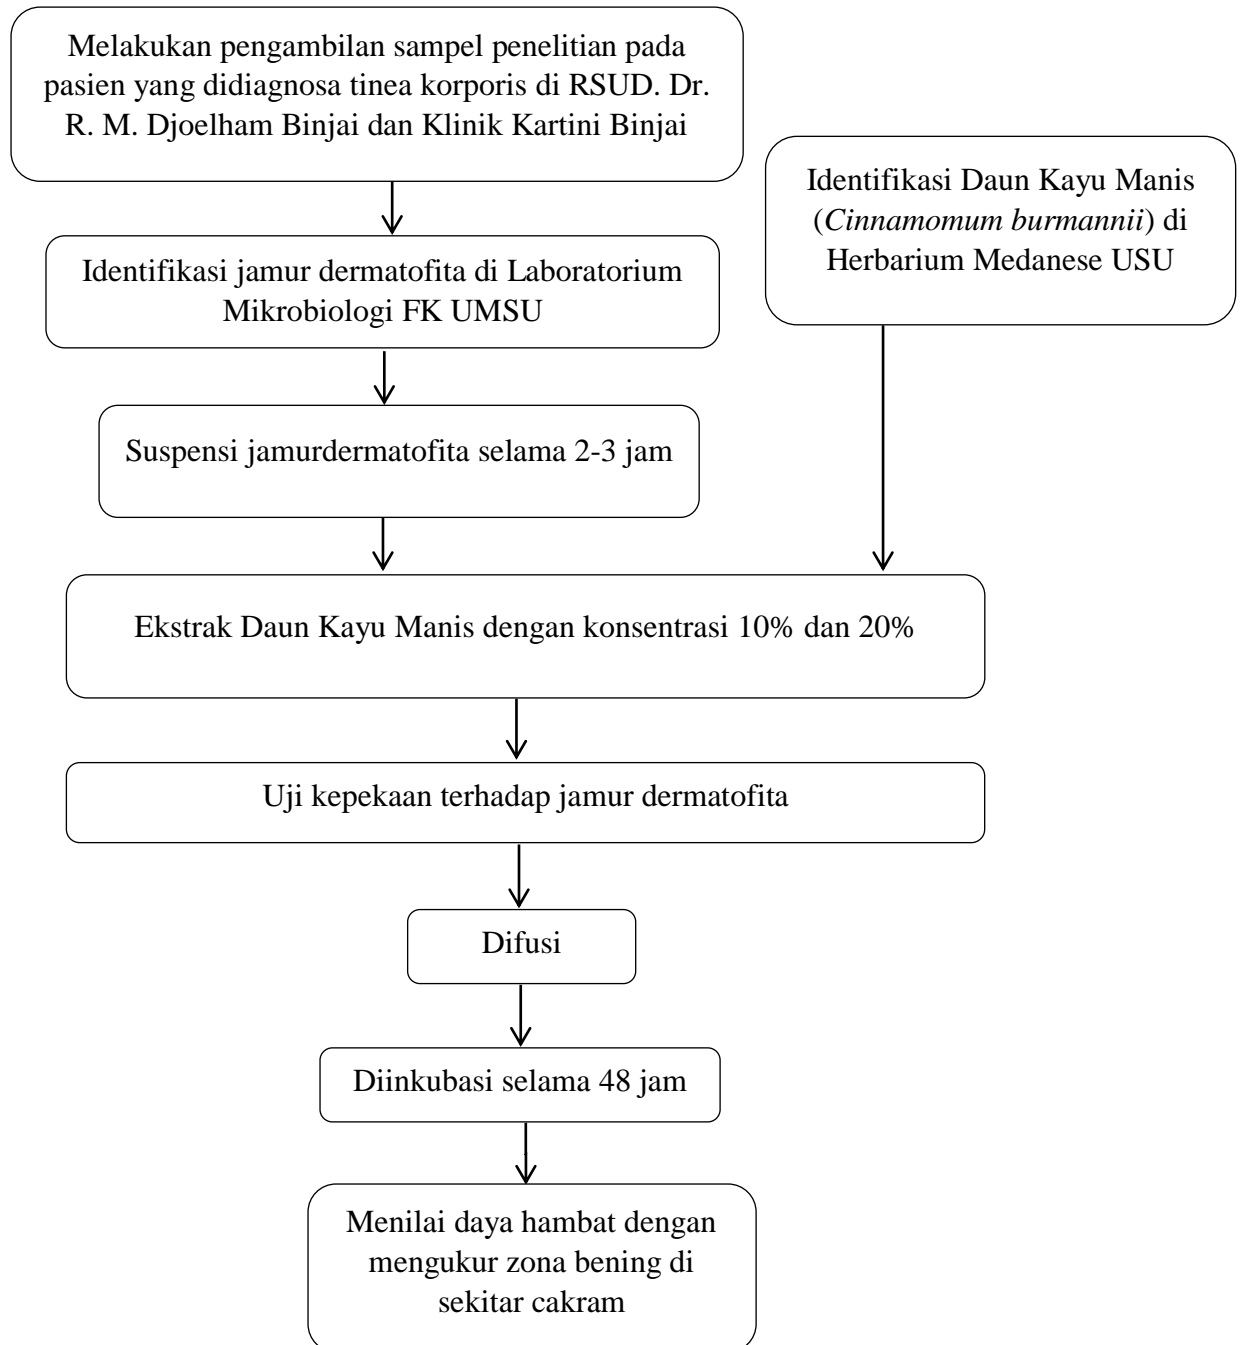 Melakukan pengambilan sampel penelitian pada
pasien yang didiagnosa tinea korporis di RSUD. Dr.
R. M. Djoelham Binjai dan Klinik Kartini Binjai
Identifikasi Daun Kayu Manis
(Cinnamomum burmannii) di
Herbarium Medanese USU
Identifikasi jamur dermatofita di Laboratorium
Mikrobiologi FK UMSU
Suspensi jamurdermatofita selama 2-3 jam
Ekstrak Daun Kayu Manis dengan konsentrasi 10% dan 20%
Uji kepekaan terhadap jamur dermatofita
Difusi
Diinkubasi selama 48 jam
Menilai daya hambat dengan
mengukur zona bening di
sekitar cakram